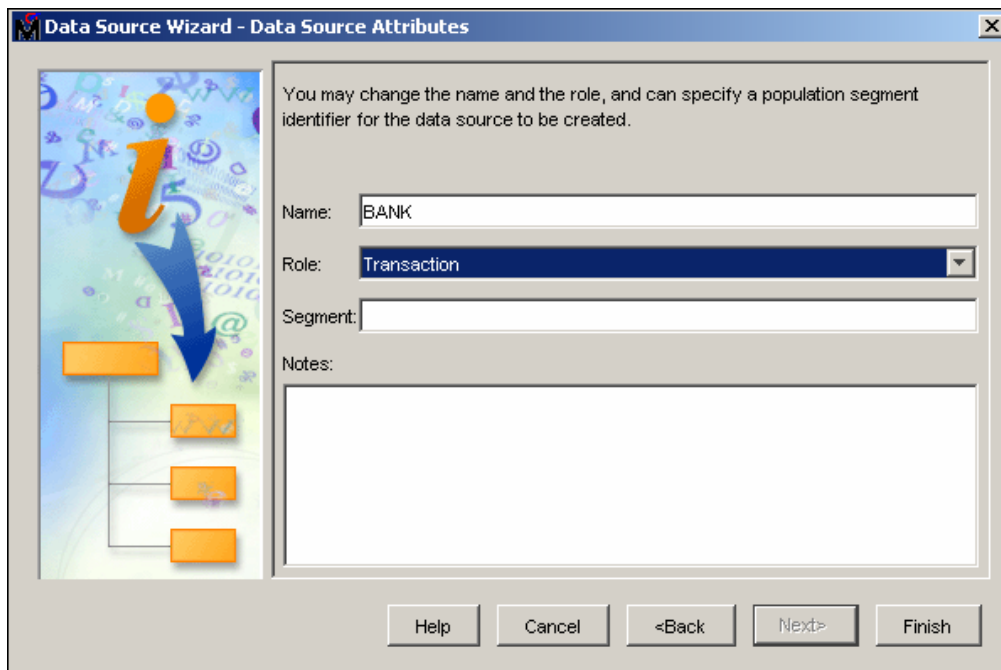 Data Source Wizard - Data Source Attributes
You may change the name and the role, and can specify a population segment
identifier for the data source to be created.
Name: BANK
Role: Transaction
Segment:
Notes:
Help Cancel <Back Next> Finish